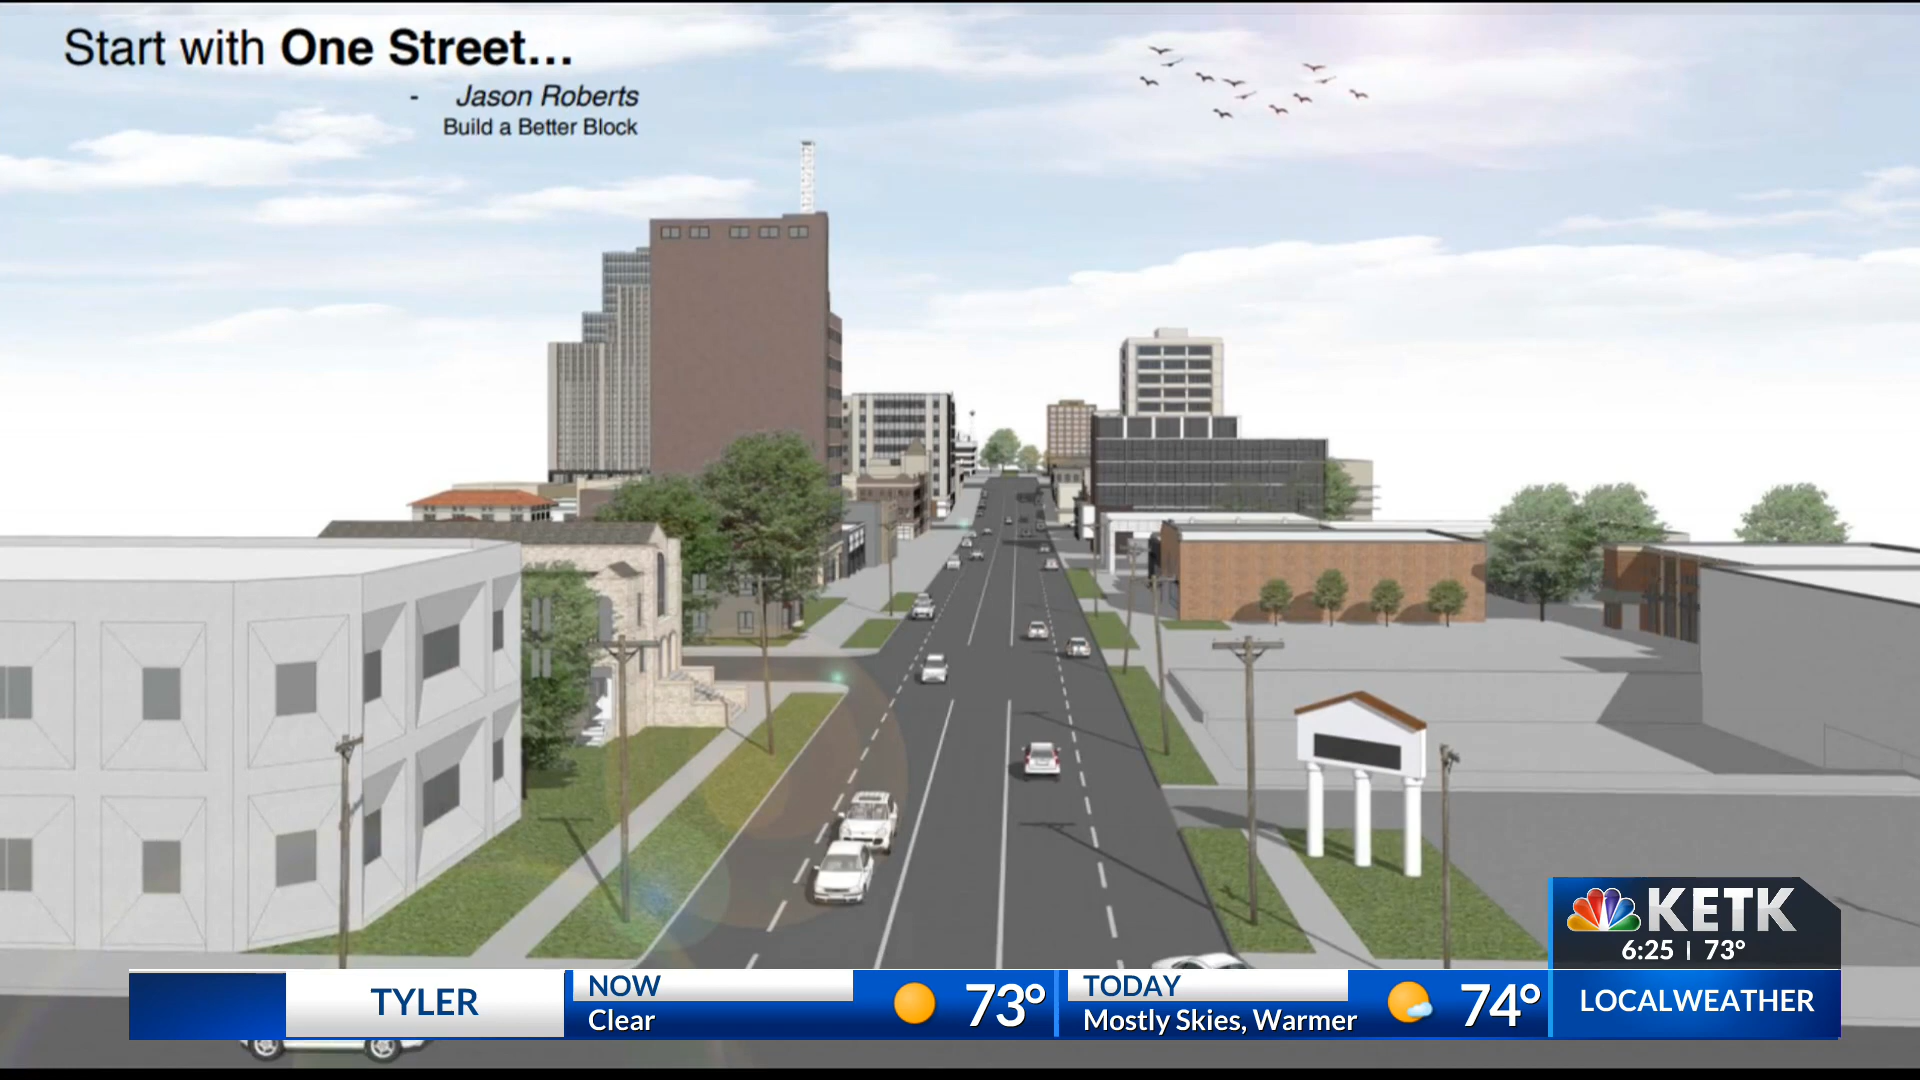 Start with One Street...
- Jason Roberts
Build a Better Block
KETK
6:25 | 73°
TYLER
NOW
Clear
73°
TODAY
Mostly Skies, Warmer
74°
LOCALWEATHER